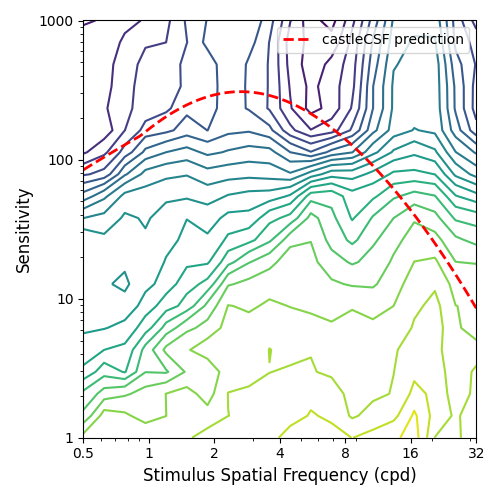 castleCSF prediction
1000
100
10
1
Sensitivity
0.5 1 2 4 8 16 32
Stimulus Spatial Frequency (cpd)